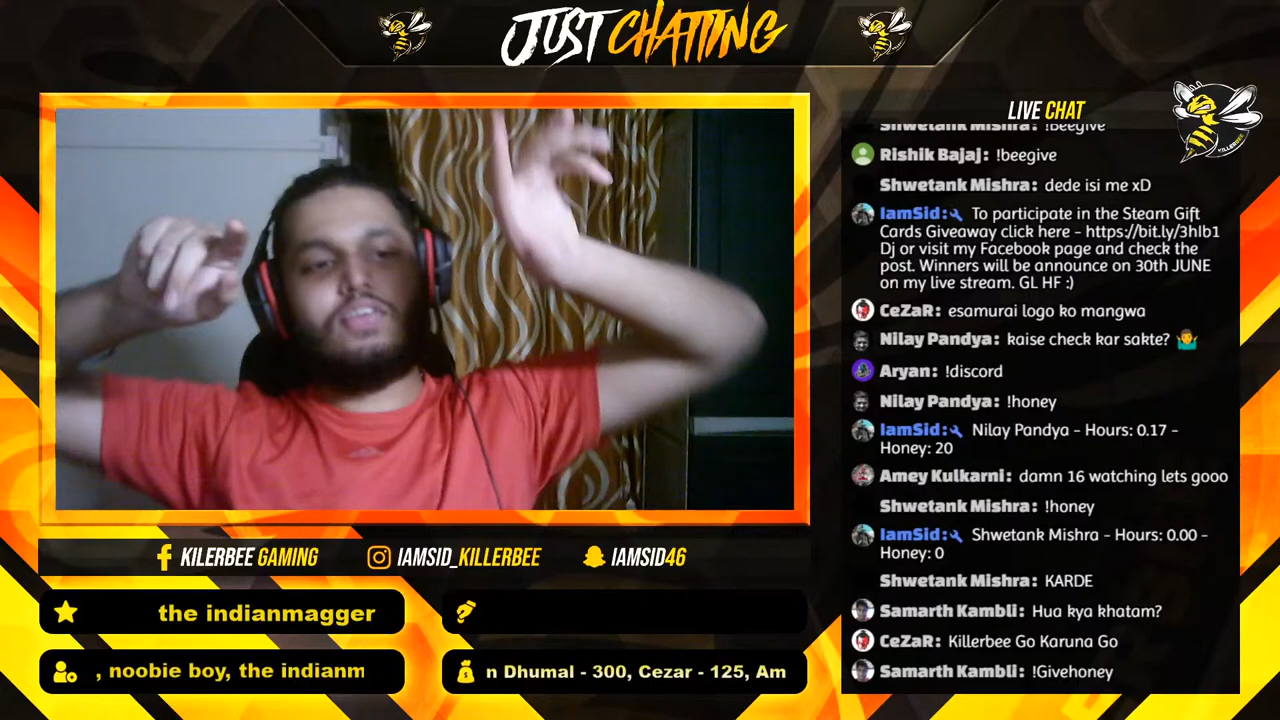 JUST CHATTING
LIVE CHAT
Shwetank Mishra: !beegive
Rishik Bajaj: !beegive
Shwetank Mishra: dede isi me xD
IamSid: To participate in the Steam Gift
Cards Giveaway click here - https://bit.ly/3hIb1
Dj or visit my Facebook page and check the
post. Winners will be announce on 30th JUNE
on my live stream. GL HF :)
CeZaR: esamurai logo ko mangwa
Nilay Pandya: kaise check kar sakte? 🤷‍♂️
Aryan: !discord
Nilay Pandya: !honey
IamSid: Nilay Pandya - Hours: 0.17 -
Honey: 20
Amey Kulkarni: damn 16 watching lets gooo
Shwetank Mishra: !honey
IamSid: Shwetank Mishra - Hours: 0.00 -
Honey: 0
Shwetank Mishra: KARDE
Samarth Kambli: Hua kya khatam?
CeZaR: Killerbee Go Karuna Go
Samarth Kambli: !Givehoney
KILERBEE GAMING
IAMSID_KILLERBEE
IAMSID46
the indianmagger
, noobie boy, the indianm
n Dhumal - 300, Cezar - 125, Am